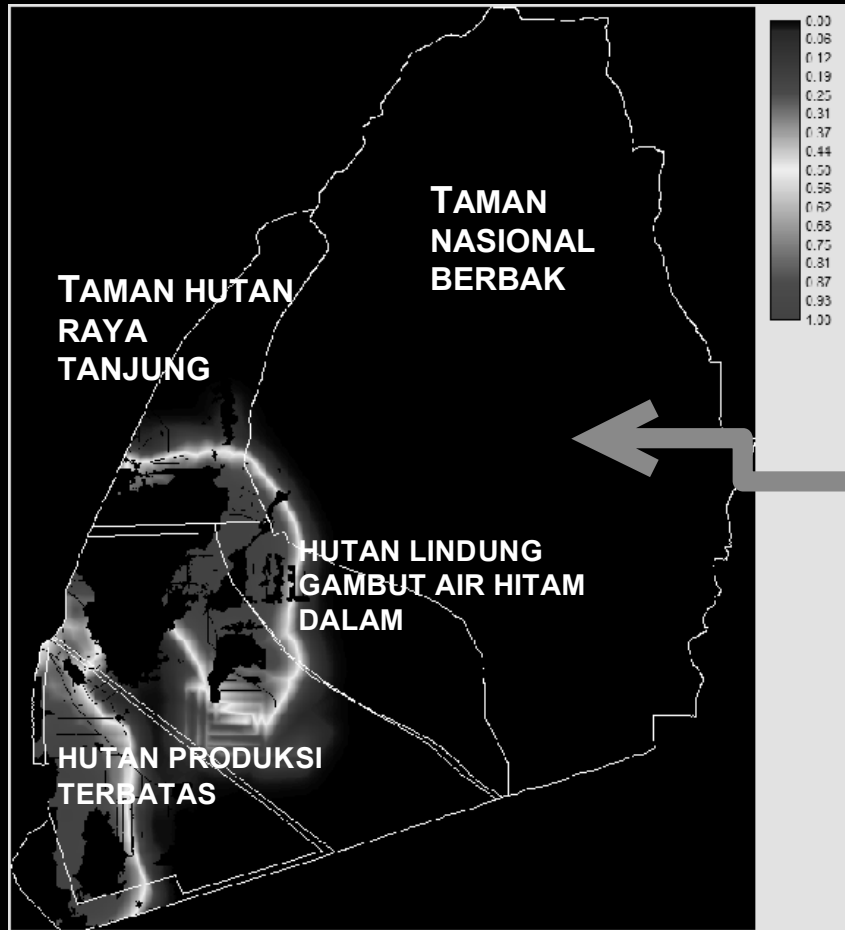 0.00
0.06
0.12
0.19
0.25
0.31
0.37
0.44
0.50
0.56
0.62
0.68
0.75
0.81
0.87
0.93
1.00
TAMAN
NASIONAL
BERBAK
TAMAN HUTAN
RAYA
TANJUNG
HUTAN LINDUNG
GAMBUT AIR HITAM
DALAM
HUTAN PRODUKSI
TERBATAS